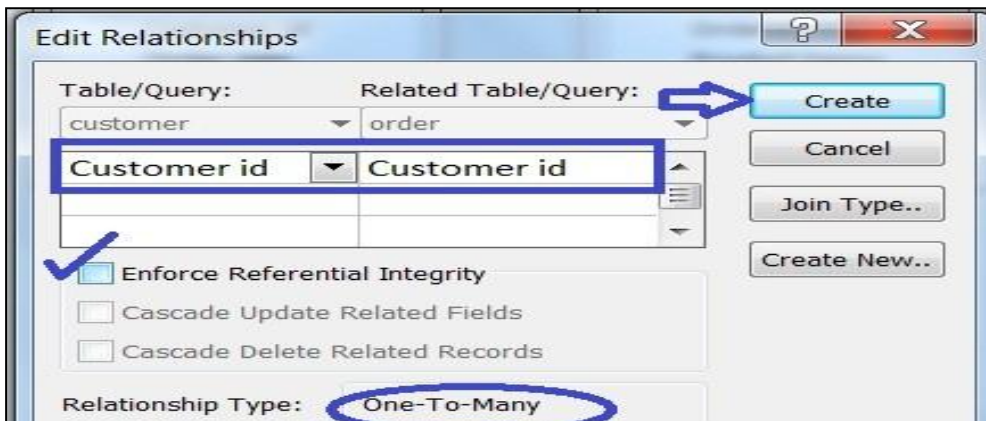 Edit Relationships
Table/Query: Related Table/Query:
customer order
Create
Customer id Customer id
Cancel
Join Type..
Enforce Referential Integrity
Create New..
Cascade Update Related Fields
Cascade Delete Related Records
Relationship Type: One-To-Many